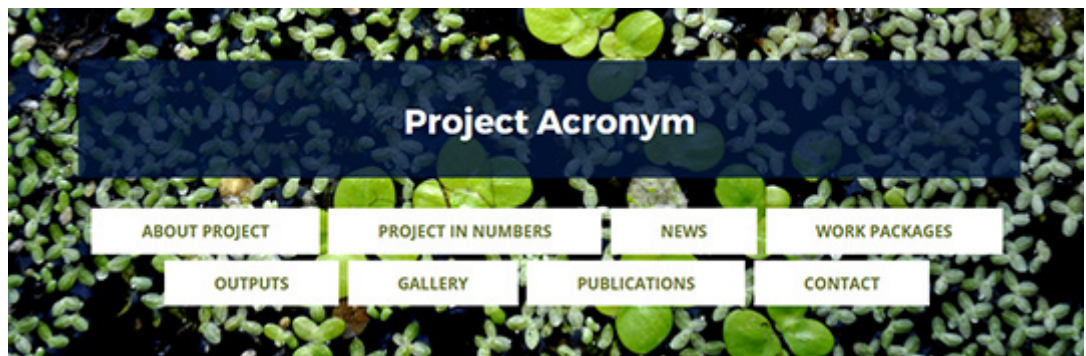 Project Acronym
ABOUT PROJECT PROJECT IN NUMBERS NEWS WORK PACKAGES
OUTPUTS GALLERY PUBLICATIONS CONTACT